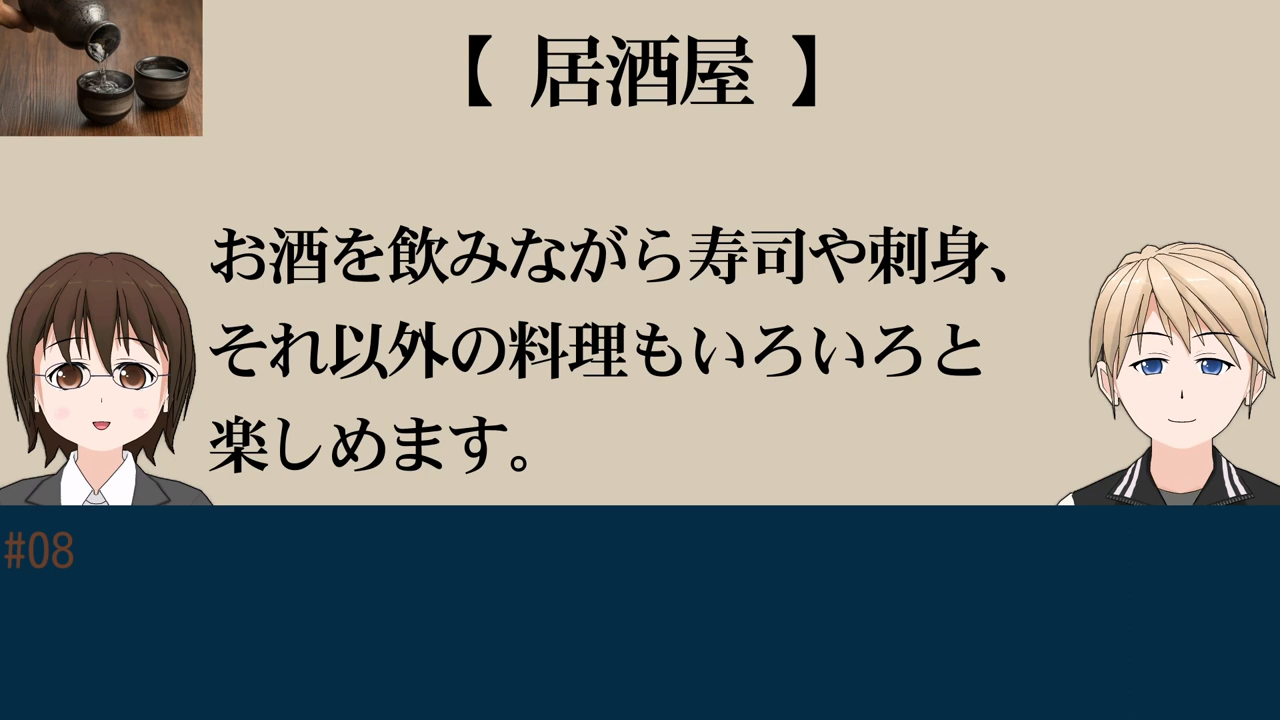 【 居酒屋 】
お酒を飲みながら寿司や刺身、
それ以外の料理もいろいろと
楽しめます。
#08